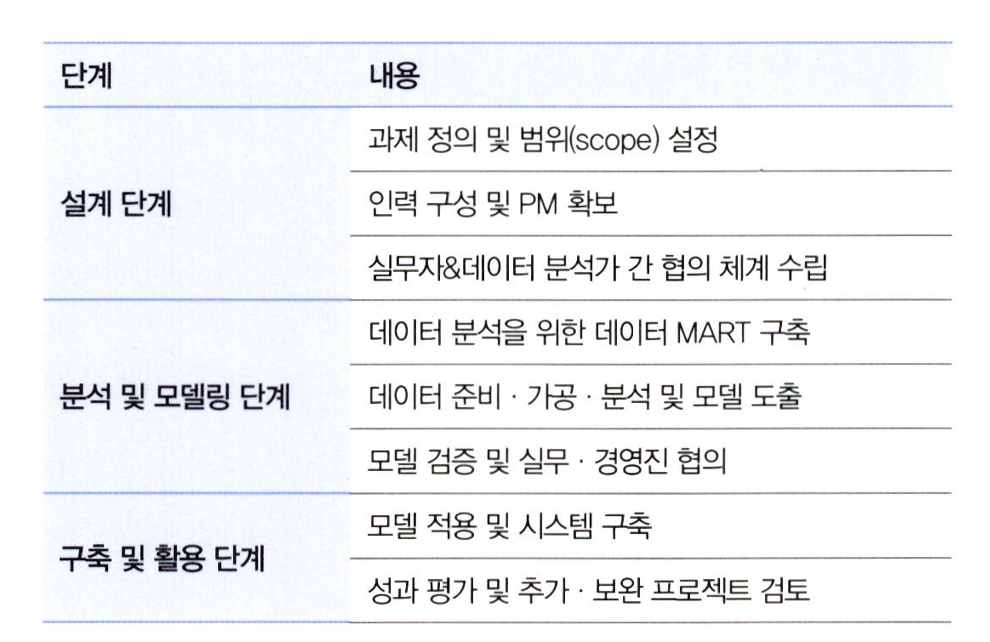 단계 내용
설계 단계
과제 정의 및 범위(scope) 설정
인력 구성 및 PM 확보
실무자&데이터 분석가 간 협의 체계 수립
분석 및 모델링 단계
데이터 분석을 위한 데이터 MART 구축
데이터 준비 · 가공 · 분석 및 모델 도출
모델 검증 및 실무 · 경영진 협의
구축 및 활용 단계
모델 적용 및 시스템 구축
성과 평가 및 추가 · 보완 프로젝트 검토